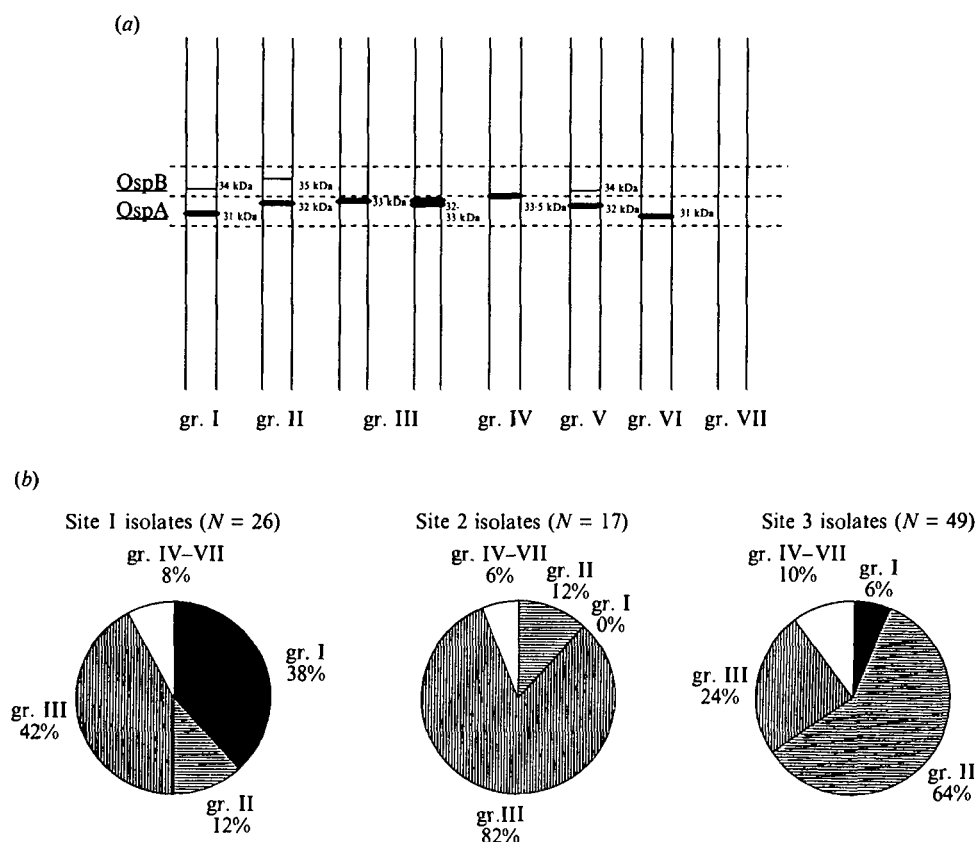 (a)
OspB
OspA
34 kDa
31 kDa
35 kDa
32 kDa
33 kDa
32-
33 kDa
33·5 kDa
34 kDa
32 kDa
31 kDa
gr. I
gr. II
gr. III
gr. IV
gr. V
gr. VI
gr. VII
(b)
Site 1 isolates (N = 26)
gr. IV–VII
8%
gr. I
38%
gr. III
42%
gr. II
12%
Site 2 isolates (N = 17)
gr. IV–VII
6%
gr. II
12%
gr. I
0%
gr.III
82%
Site 3 isolates (N = 49)
gr. IV–VII
10%
gr. I
6%
gr. III
24%
gr. II
64%